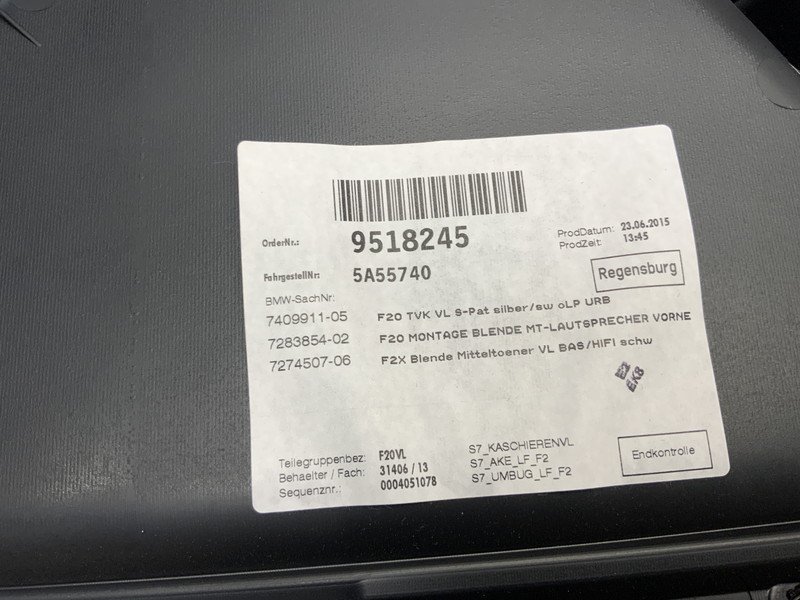 OrderNr.: 9518245 ProdDatum: 23.06.2015
ProdZeit: 13:45
FahrgestellNr: 5A55740 Regensburg
BMW-SachNr:
7409911-05 F20 TVK VL S-Pat silber/sw oLP URB
7283854-02 F20 MONTAGE BLENDE MT-LAUTSPRECHER VORNE
7274507-06 F2X Blende Mitteltoener VL BAS/HIFI schw
E2
EKB
Teilegruppenbez: F20VL S7_KASCHIERENVL
Behaelter / Fach: 31406 / 13 S7_AKE_LF_F2 Endkontrolle
Sequenznr.: 0004051078 S7_UMBUG_LF_F2